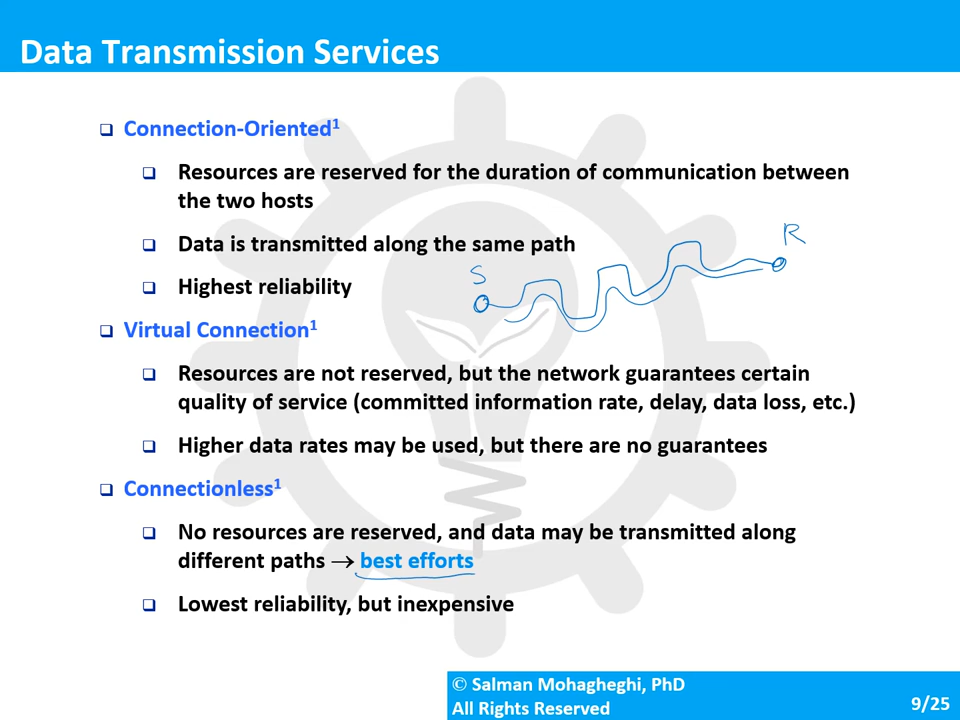 Data Transmission Services
❑ Connection-Oriented¹
❑ Resources are reserved for the duration of communication between
the two hosts
❑ Data is transmitted along the same path
❑ Highest reliability
S
R
❑ Virtual Connection¹
❑ Resources are not reserved, but the network guarantees certain
quality of service (committed information rate, delay, data loss, etc.)
❑ Higher data rates may be used, but there are no guarantees
❑ Connectionless¹
❑ No resources are reserved, and data may be transmitted along
different paths → best efforts
❑ Lowest reliability, but inexpensive
© Salman Mohagheghi, PhD
All Rights Reserved
9/25